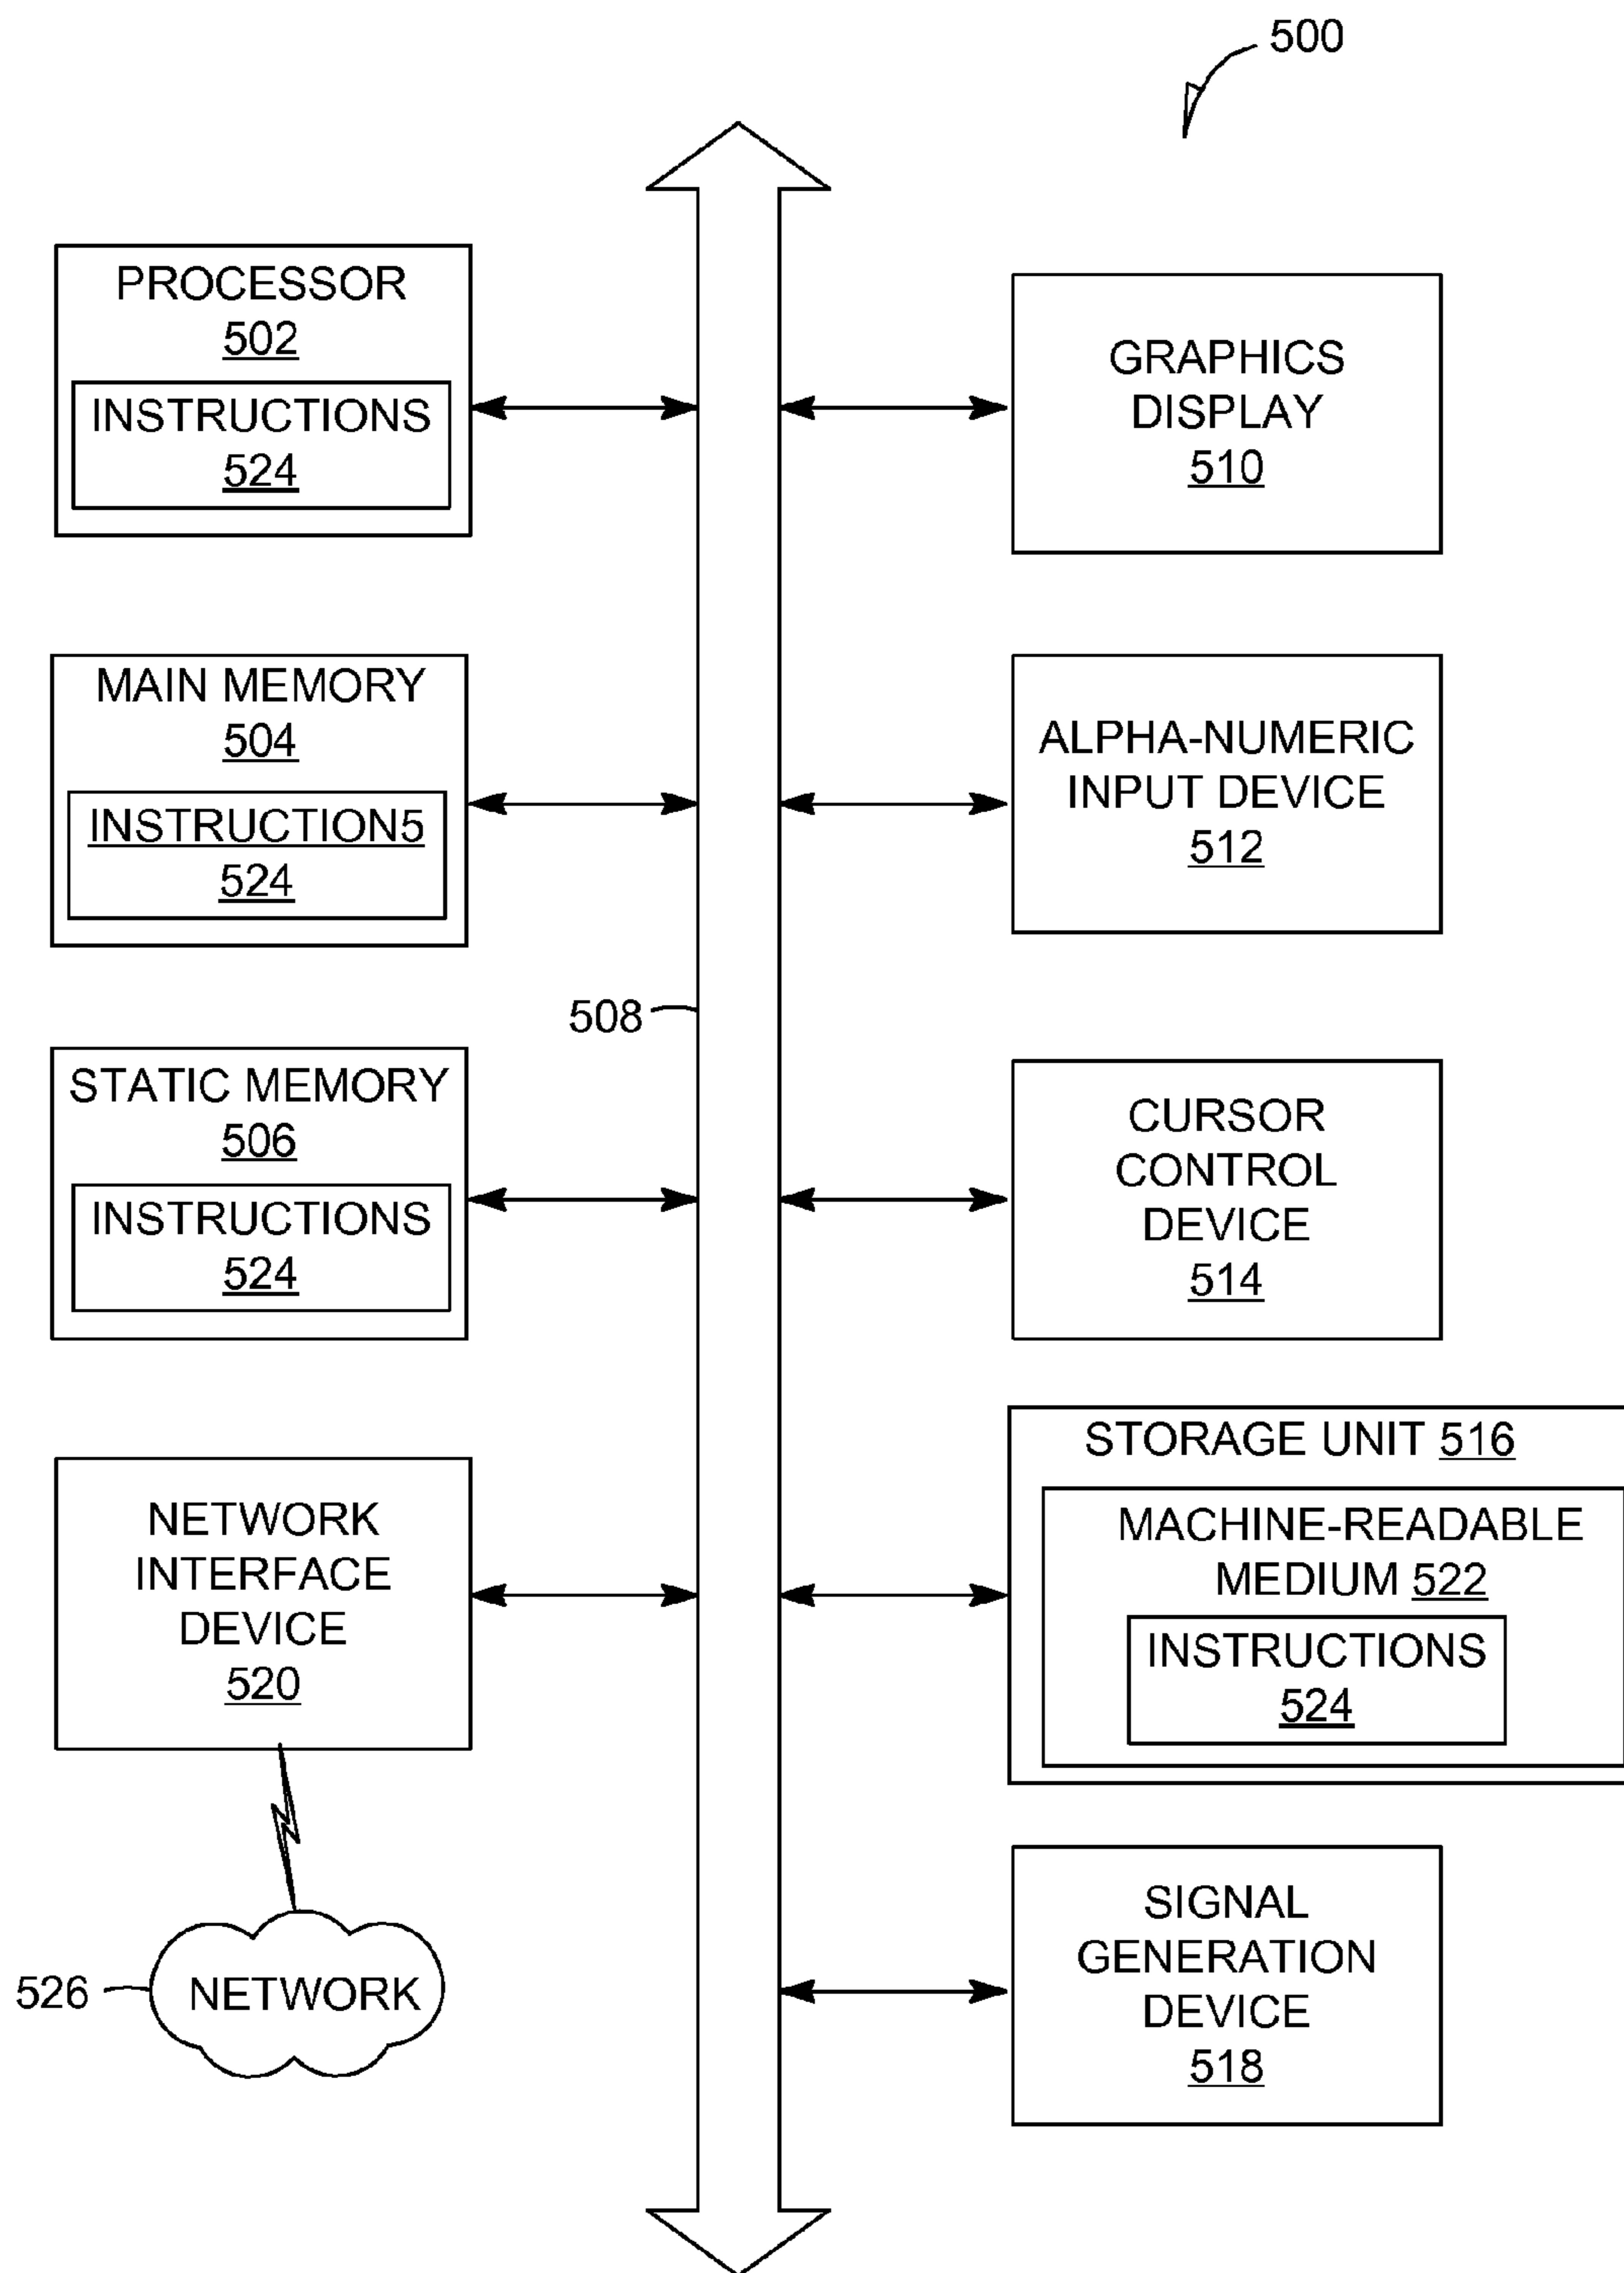 500
PROCESSOR
502
INSTRUCTIONS
524
MAIN MEMORY
504
INSTRUCTION5
524
508
STATIC MEMORY
506
INSTRUCTIONS
524
NETWORK
INTERFACE
DEVICE
520
526
NETWORK
GRAPHICS
DISPLAY
510
ALPHA-NUMERIC
INPUT DEVICE
512
CURSOR
CONTROL
DEVICE
514
STORAGE UNIT 516
MACHINE-READABLE
MEDIUM 522
INSTRUCTIONS
524
SIGNAL
GENERATION
DEVICE
518